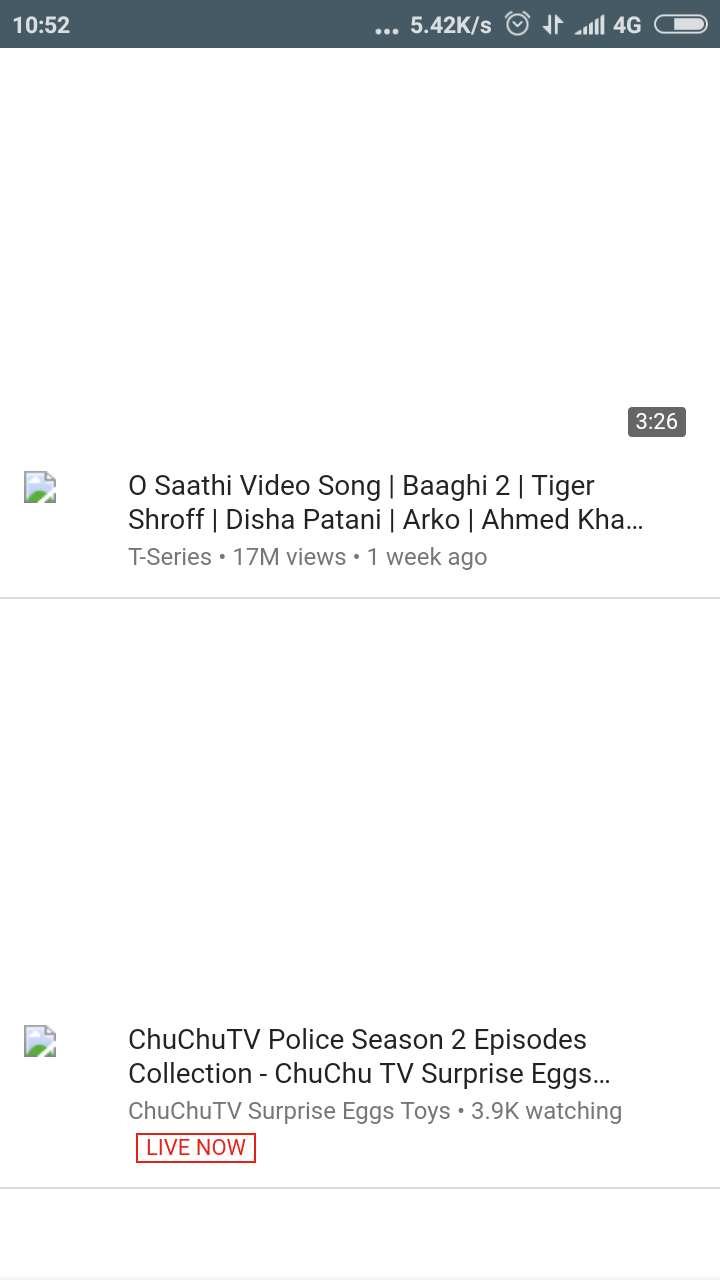 10:52 ... 5.42K/s 4G
3:26
O Saathi Video Song | Baaghi 2 | Tiger
Shroff | Disha Patani | Arko | Ahmed Kha...
T-Series • 17M views • 1 week ago
ChuChuTV Police Season 2 Episodes
Collection - ChuChu TV Surprise Eggs...
ChuChuTV Surprise Eggs Toys • 3.9K watching
LIVE NOW